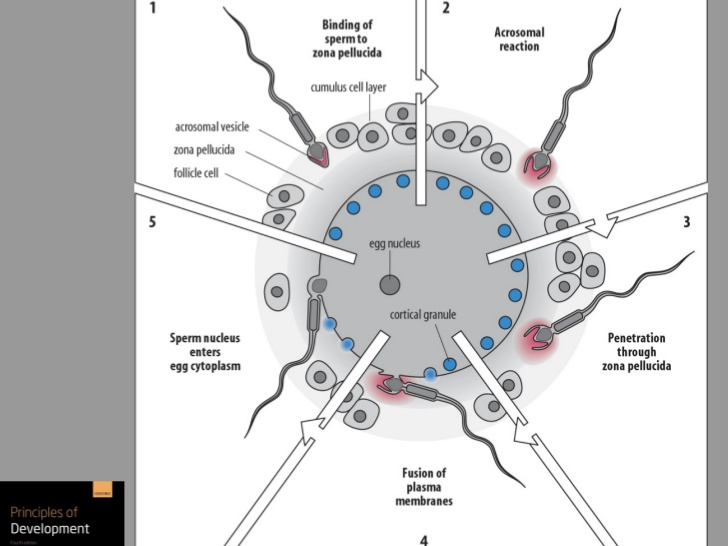 1
Binding of
sperm to
zona pellucida
2
Acrosomal
reaction
cumulus cell layer
acrosomal vesicle
zona pellucida
follicle cell
5
3
egg nucleus
cortical granule
Sperm nucleus
enters
egg cytoplasm
Penetration
through
zona pellucida
Fusion of
plasma
membranes
4
Principles of
Development
Fourth edition